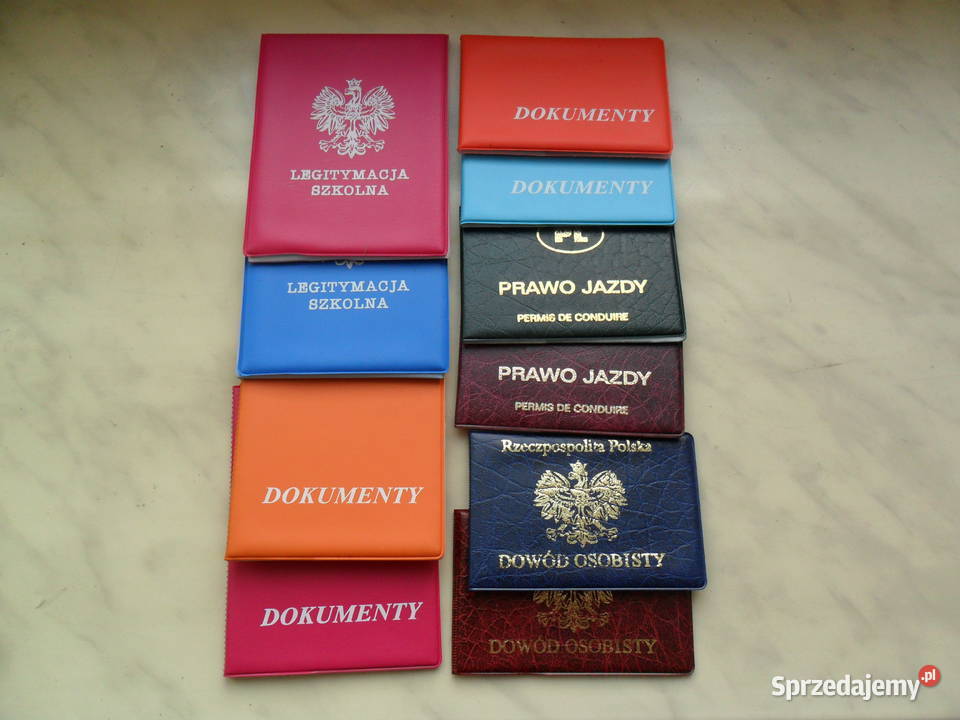 LEGITYMACJA
SZKOLNA
LEGITYMACJA
SZKOLNA
DOKUMENTY
DOKUMENTY
DOKUMENTY
DOKUMENTY
PL
PRAWO JAZDY
PERMIS DE CONDUIRE
PRAWO JAZDY
PERMIS DE CONDUIRE
Rzeczpospolita Polska
DOWÓD OSOBISTY
DOWÓD OSOBISTY
Sprzedajemy.pl